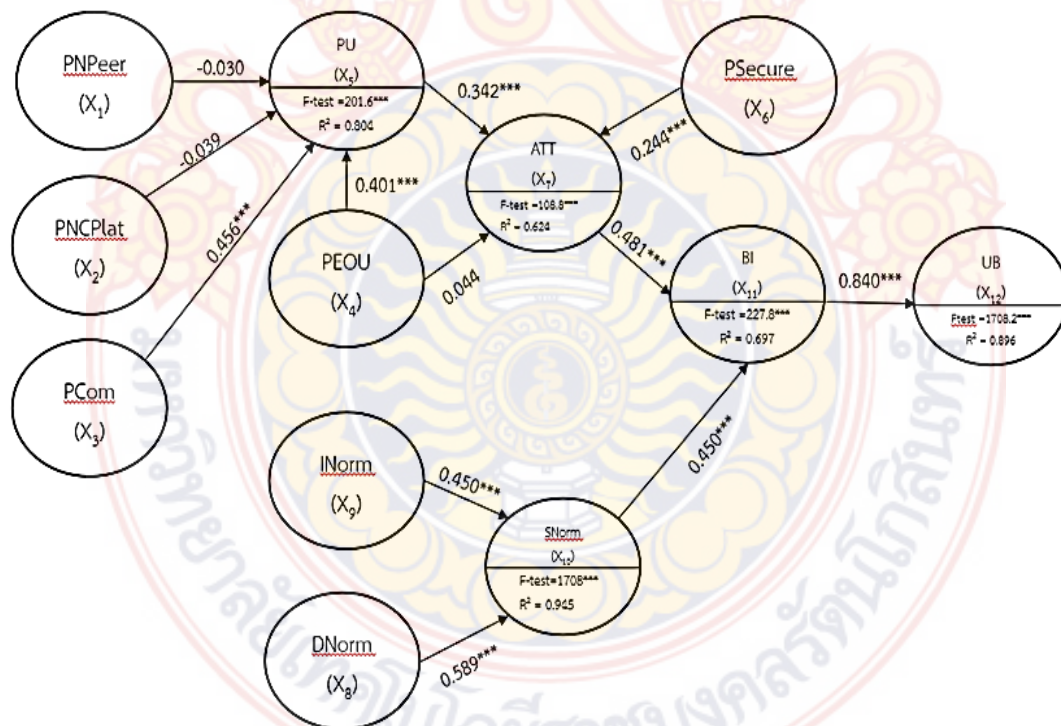 PNPeer
(X1)
-0.030
PU
(X5)
F-test =201.6***
R² = 0.804
0.342***
PSecure
(X6)
0.244***
ATT
(X7)
F-test =108.8***
R² = 0.624
-0.039
PNCPlat
(X2)
0.456***
0.401***
PEOU
(X4)
0.044
0.481***
BI
(X11)
F-test =227.8***
R² = 0.697
0.840***
UB
(X12)
Ftest =1708.2***
R² = 0.896
PCom
(X3)
INorm
(X9)
0.450***
0.450***
SNorm
F-test=1708***
R² = 0.945
DNorm
(X8)
0.589***